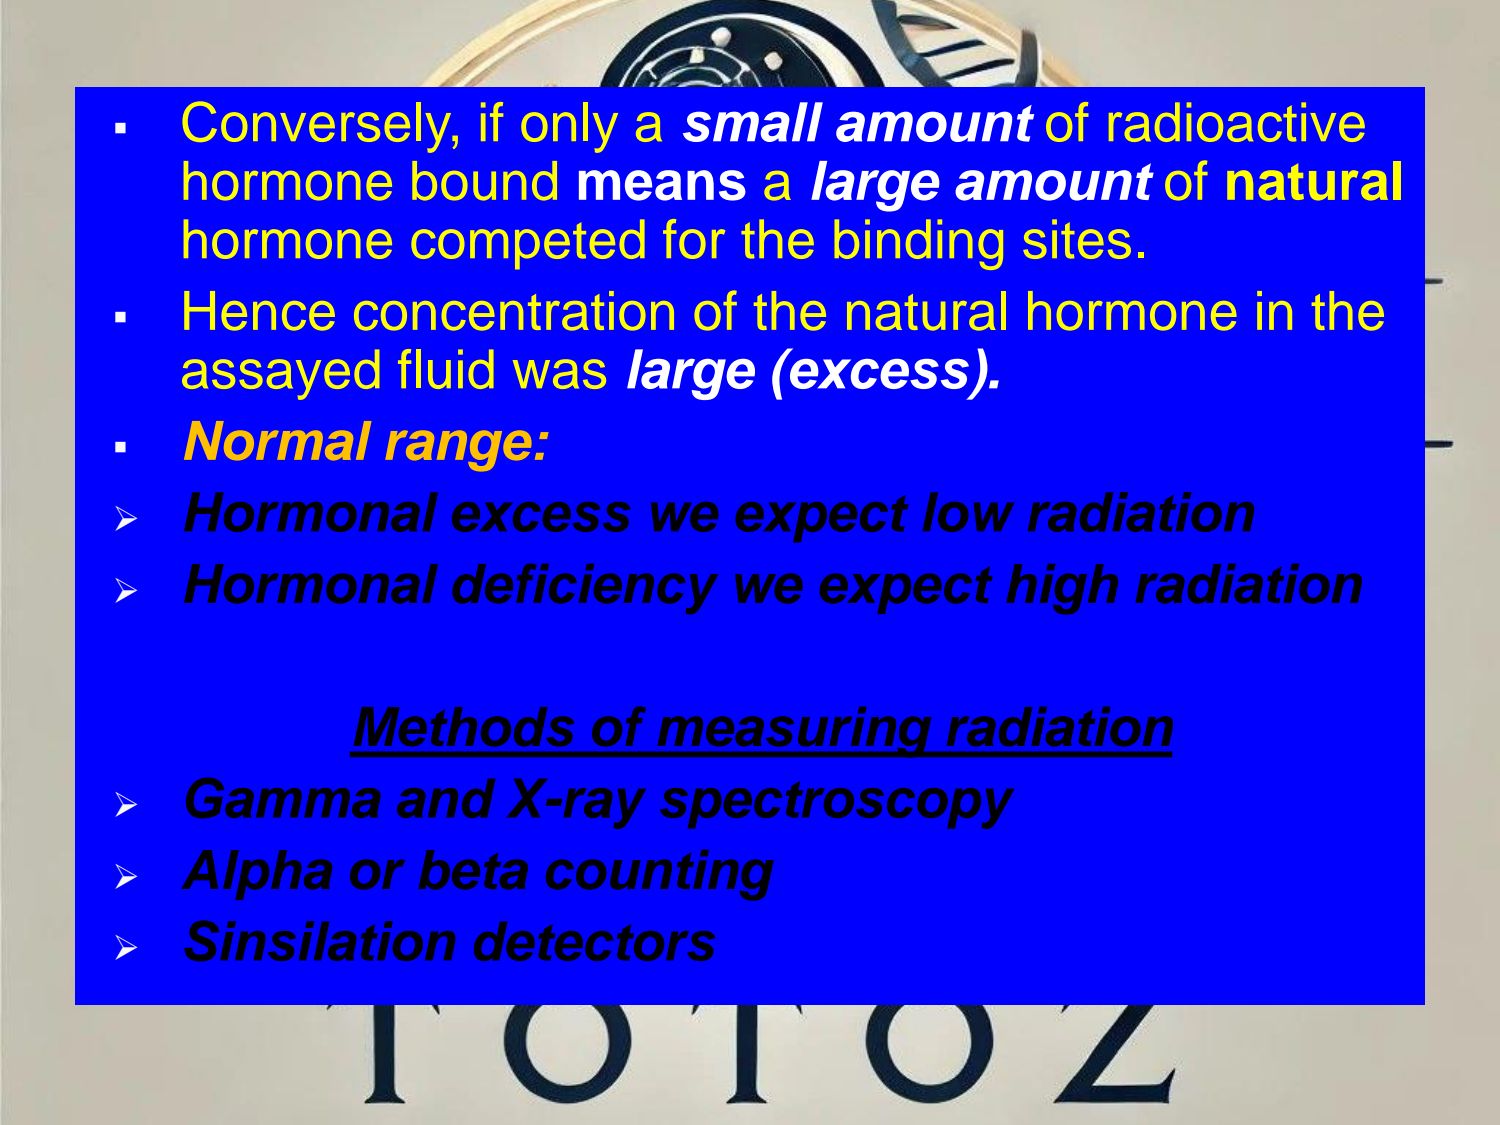 ▪ Conversely, if only a small amount of radioactive
hormone bound means a large amount of natural
hormone competed for the binding sites.
▪ Hence concentration of the natural hormone in the
assayed fluid was large (excess).
▪ Normal range:
➢ Hormonal excess we expect low radiation
➢ Hormonal deficiency we expect high radiation
Methods of measuring radiation
➢ Gamma and X-ray spectroscopy
➢ Alpha or beta counting
➢ Sinsilation detectors
TOTOZ